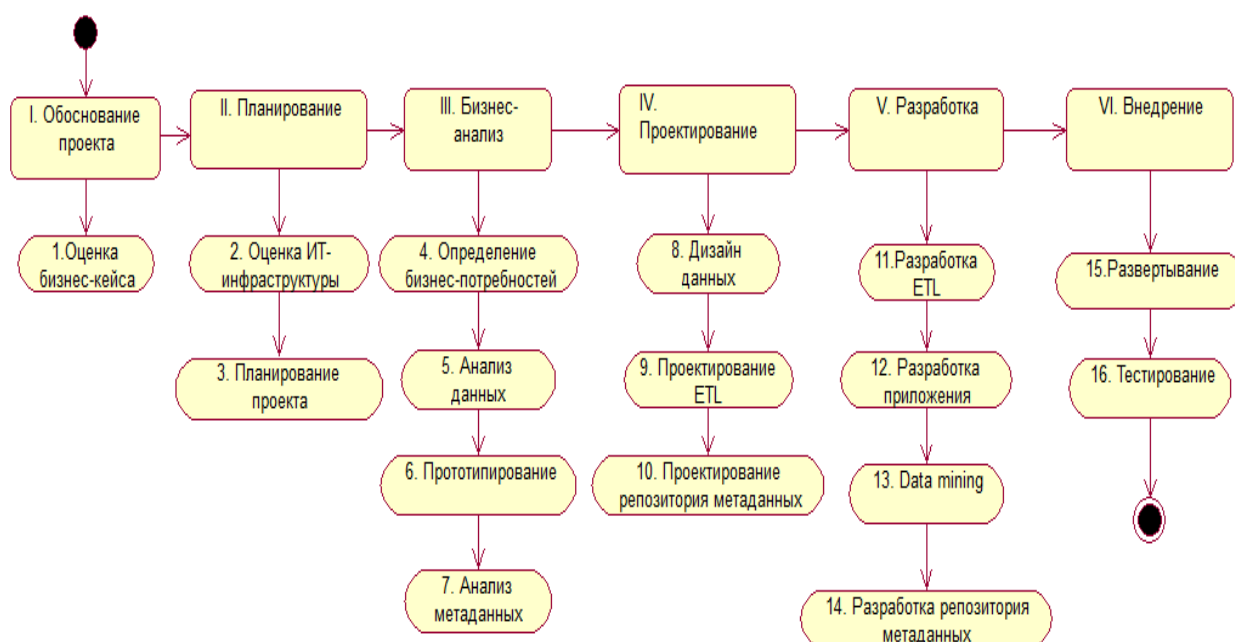 I. Обоснование
проекта
II. Планирование
III. Бизнес-
анализ
IV.
Проектирование
V. Разработка
VI. Внедрение
1.Оценка
бизнес-кейса
2. Оценка ИТ-
инфраструктуры
3. Планирование
проекта
4. Определение
бизнес-потребностей
5. Анализ
данных
6. Прототипирование
7. Анализ
метаданных
8. Дизайн
данных
9. Проектирование
ETL
10. Проектирование
репозитория метаданных
11.Разработка
ETL
12. Разработка
приложения
13. Data mining
14. Разработка репозитория
метаданных
15.Развертывание
16. Тестирование